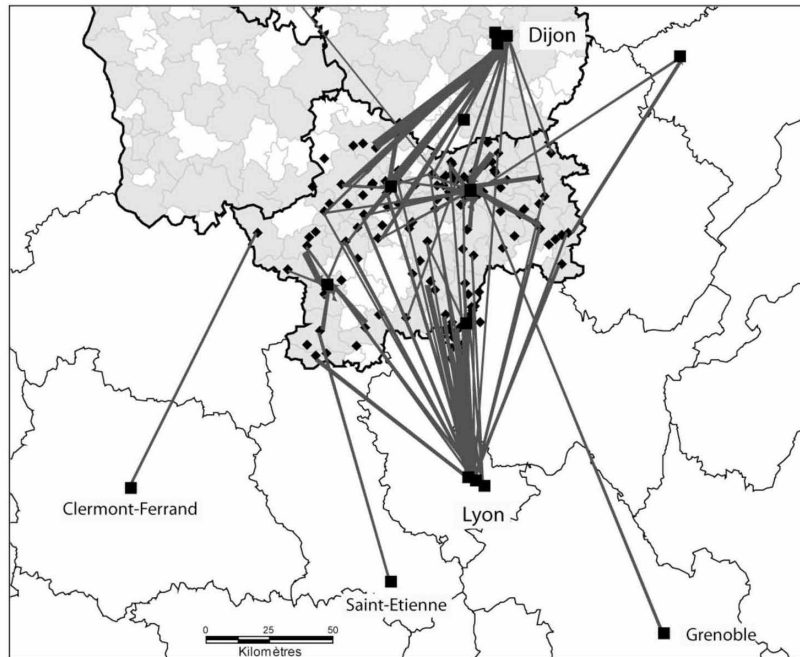 Dijon
Clermont-Ferrand
Lyon
Saint-Etienne
Grenoble
0 25 50
Kilomètres